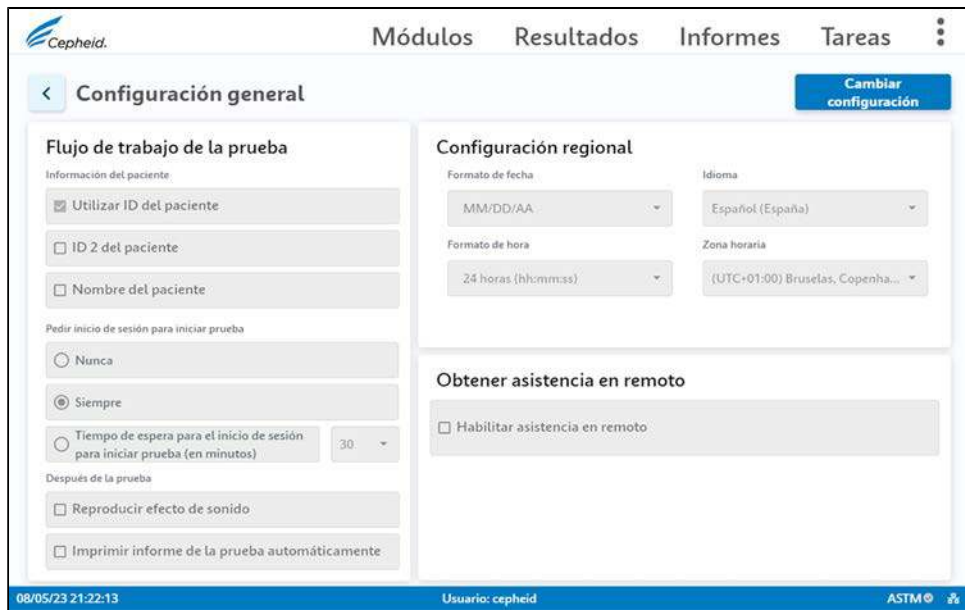 Cepheid.
Módulos Resultados Informes Tareas
Configuración general
Cambiar
configuración
Flujo de trabajo de la prueba
Información del paciente
Utilizar ID del paciente
ID 2 del paciente
Nombre del paciente
Pedir inicio de sesión para iniciar prueba
Nunca
Siempre
Tiempo de espera para el inicio de sesión
para iniciar prueba (en minutos)
30
Después de la prueba
Reproducir efecto de sonido
Imprimir informe de la prueba automáticamente
Configuración regional
Formato de fecha Idioma
MM/DD/AA Español (España)
Formato de hora Zona horaria
24 horas (hh:mm:ss) (UTC+01:00) Bruselas, Copenha...
Obtener asistencia en remoto
Habilitar asistencia en remoto
08/05/23 21:22:13 Usuario: cepheid ASTM